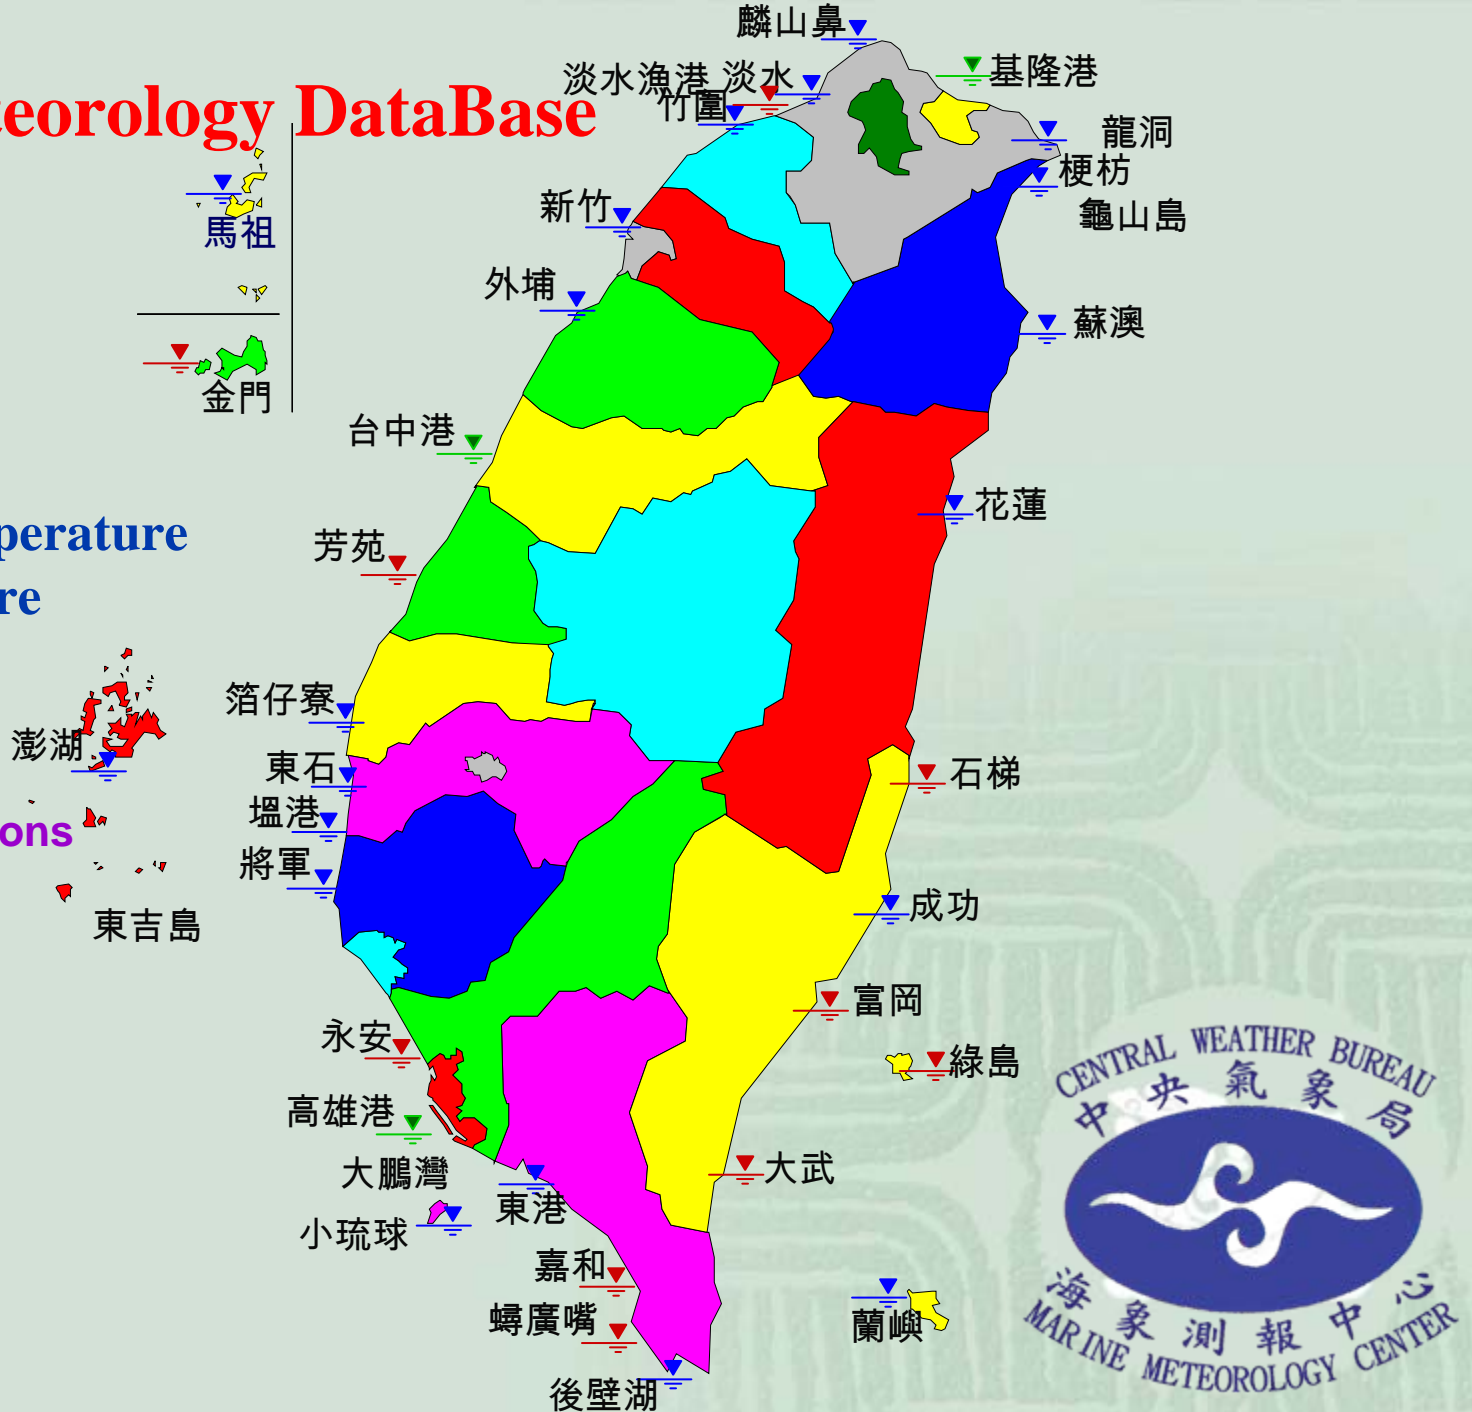 麟山鼻
基隆港
淡水漁港 淡水
teorology DataBase
竹圍
龍洞
梗枋
龜山島
新竹
馬祖
外埔
蘇澳
金門
台中港
花蓮
perature
芳苑
re
箔仔寮
澎湖
東石
石梯
塭港
ons
將軍
成功
東吉島
富岡
永安
綠島
高雄港
大鵬灣
大武
東港
小琉球
嘉和
蟳廣嘴
蘭嶼
後壁湖
CENTRAL WEATHER BUREAU
中央氣象局
海象測報中心
MARINE METEOROLOGY CENTER